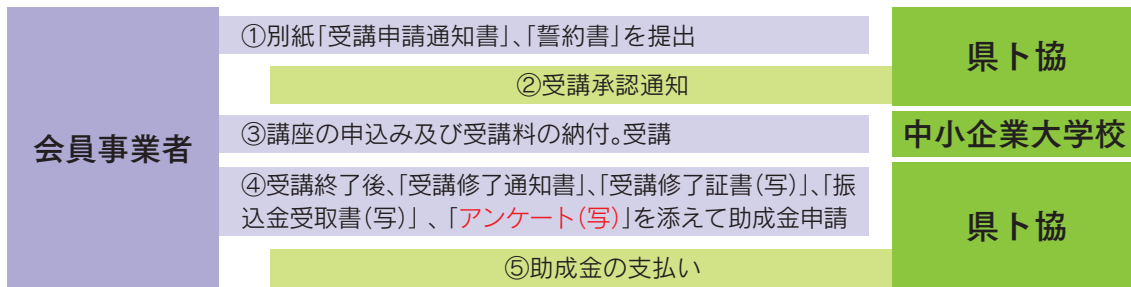 会員事業者
①別紙「受講申請通知書」、「誓約書」を提出
②受講承認通知
県ト協
③講座の申込み及び受講料の納付。受講
中小企業大学校
④受講終了後、「受講修了通知書」、「受講修了証書(写)」、「振
込金受取書(写)」 、「アンケート(写)」を添えて助成金申請
⑤助成金の支払い
県ト協